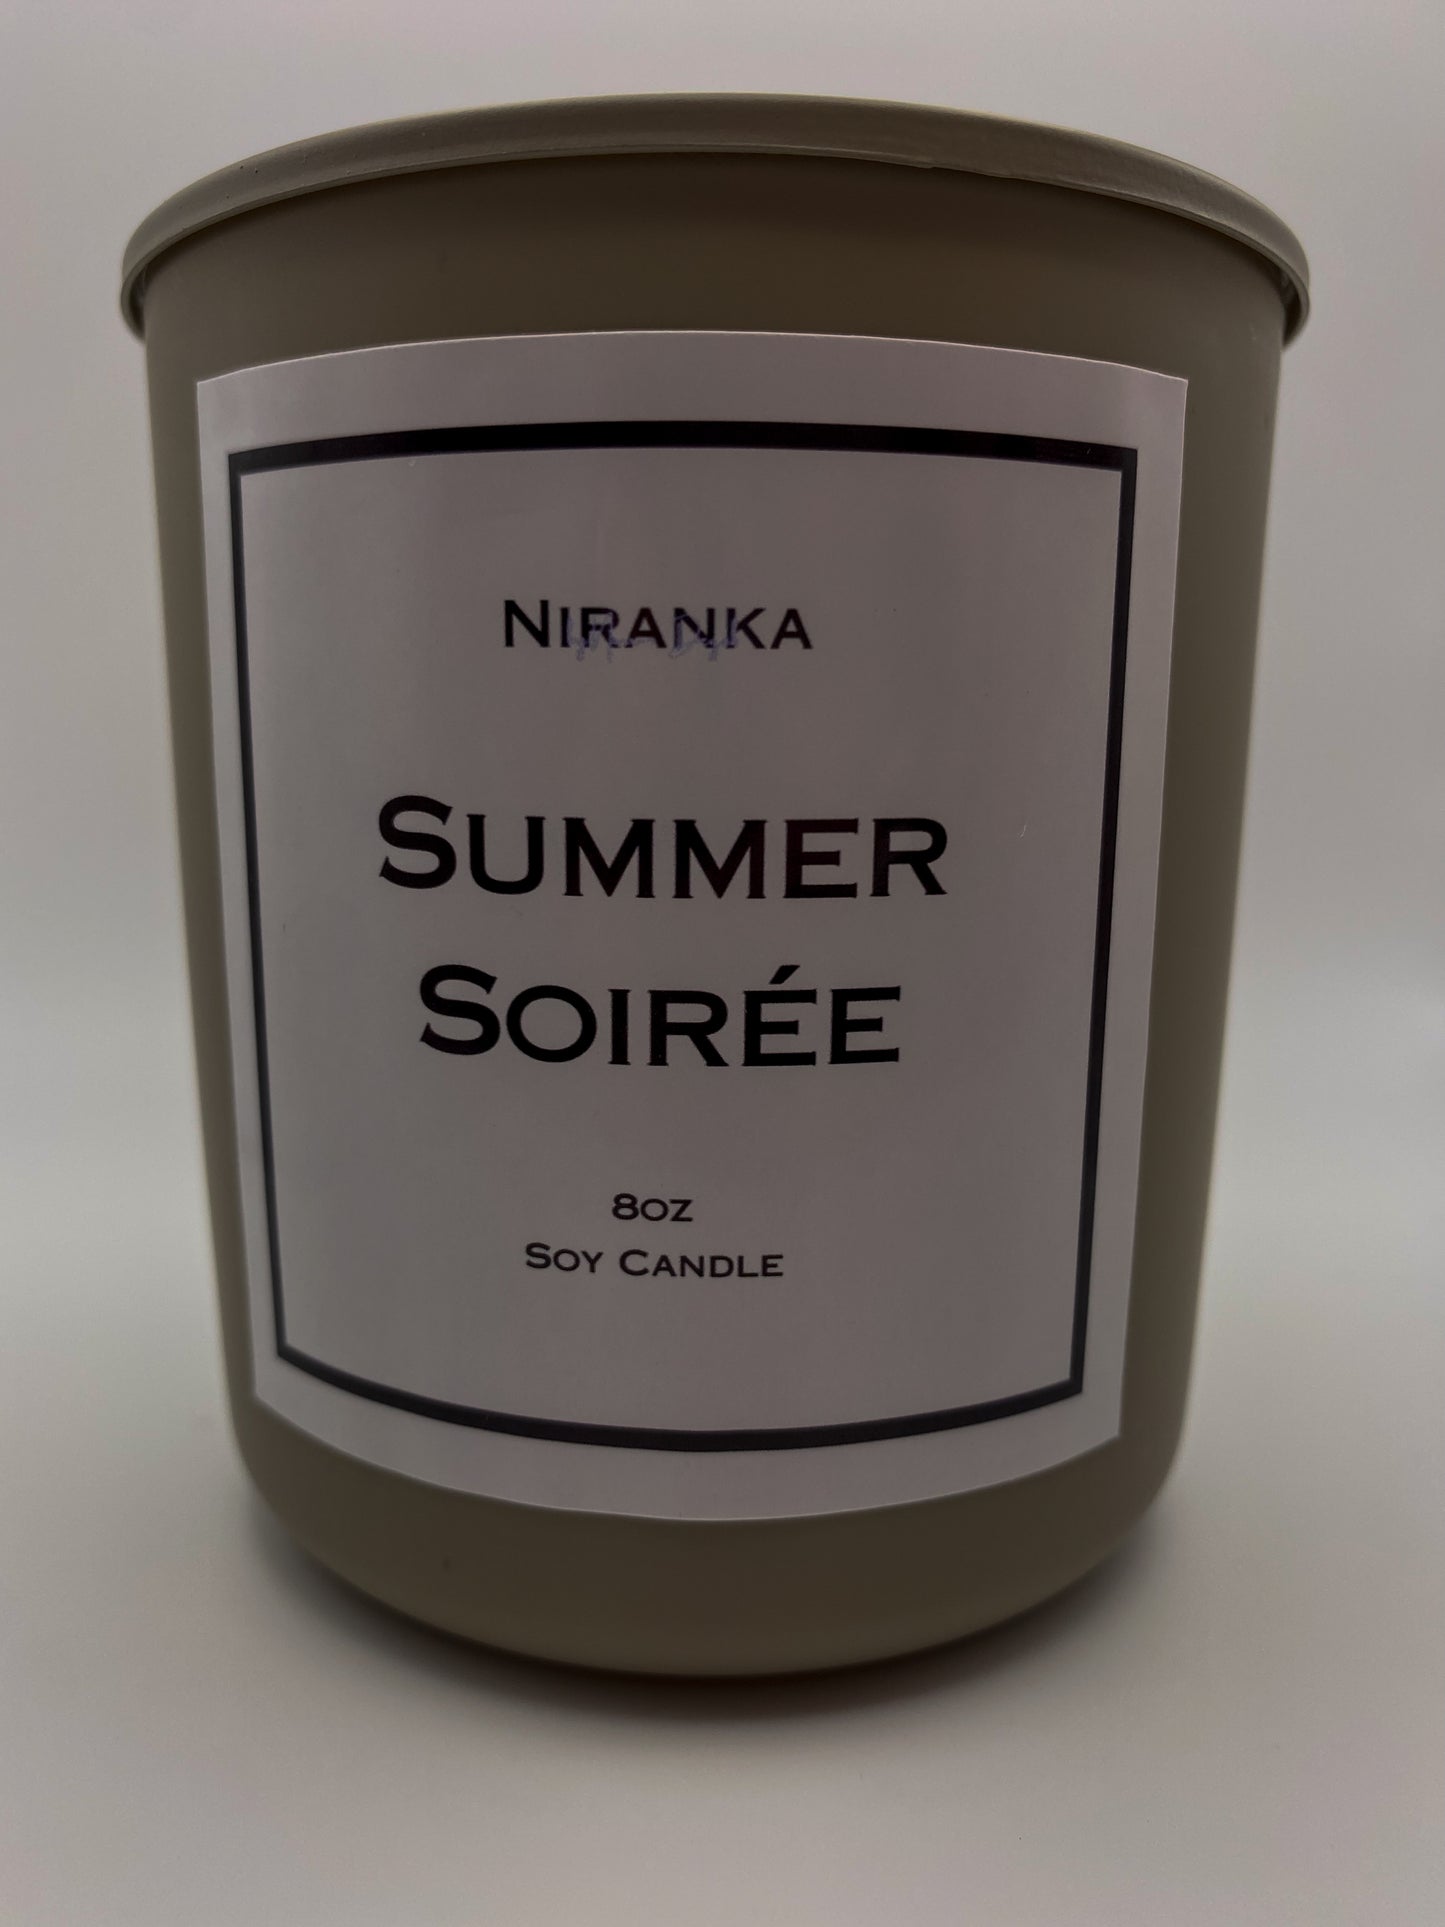 NIRANKA
SUMMER
SOIRÉE
8OZ
SOY CANDLE